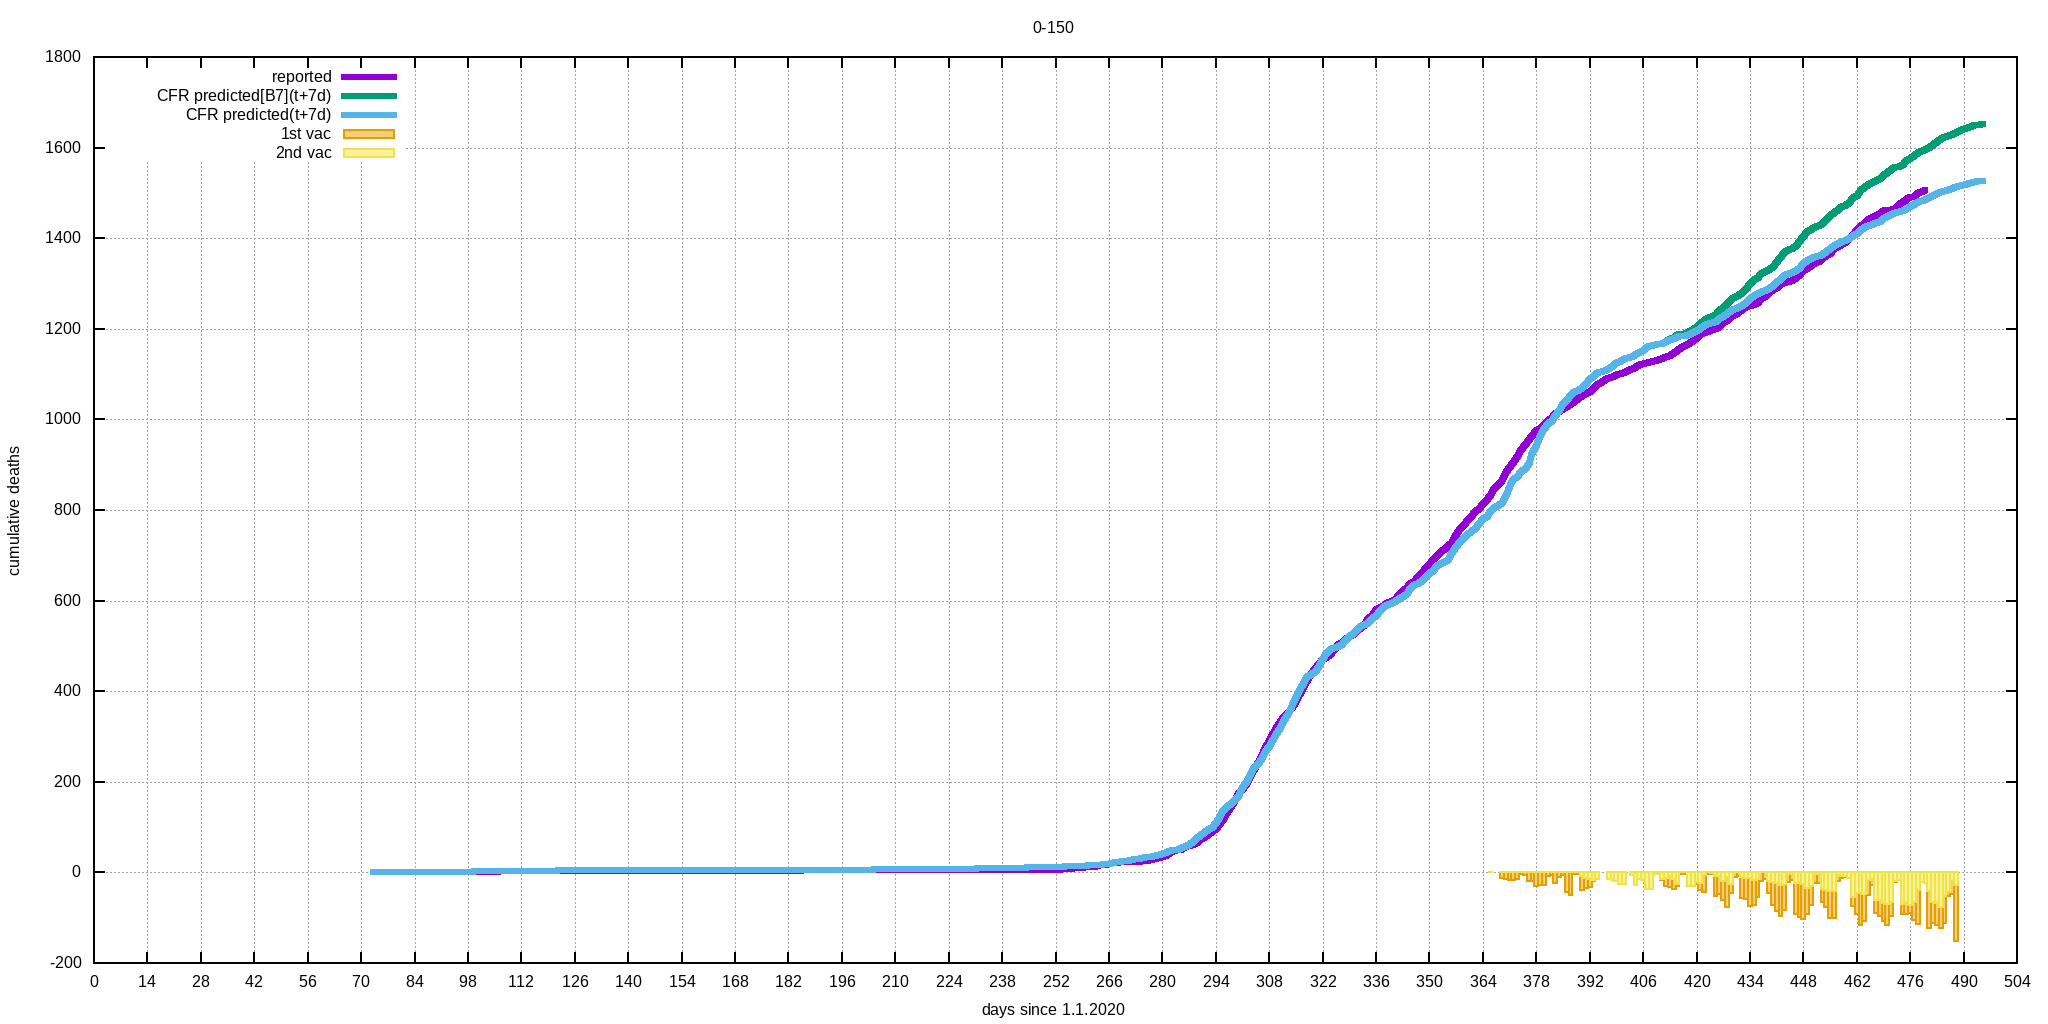 0-150
reported
CFR predicted[B7](t+7d)
CFR predicted(t+7d)
1st vac
2nd vac
1800
1600
1400
1200
1000
800
600
400
200
0
-200
cumulative deaths
0 14 28 42 56 70 84 98 112 126 140 154 168 182 196 210 224 238 252 266 280 294 308 322 336 350 364 378 392 406 420 434 448 462 476 490 504
days since 1.1.2020